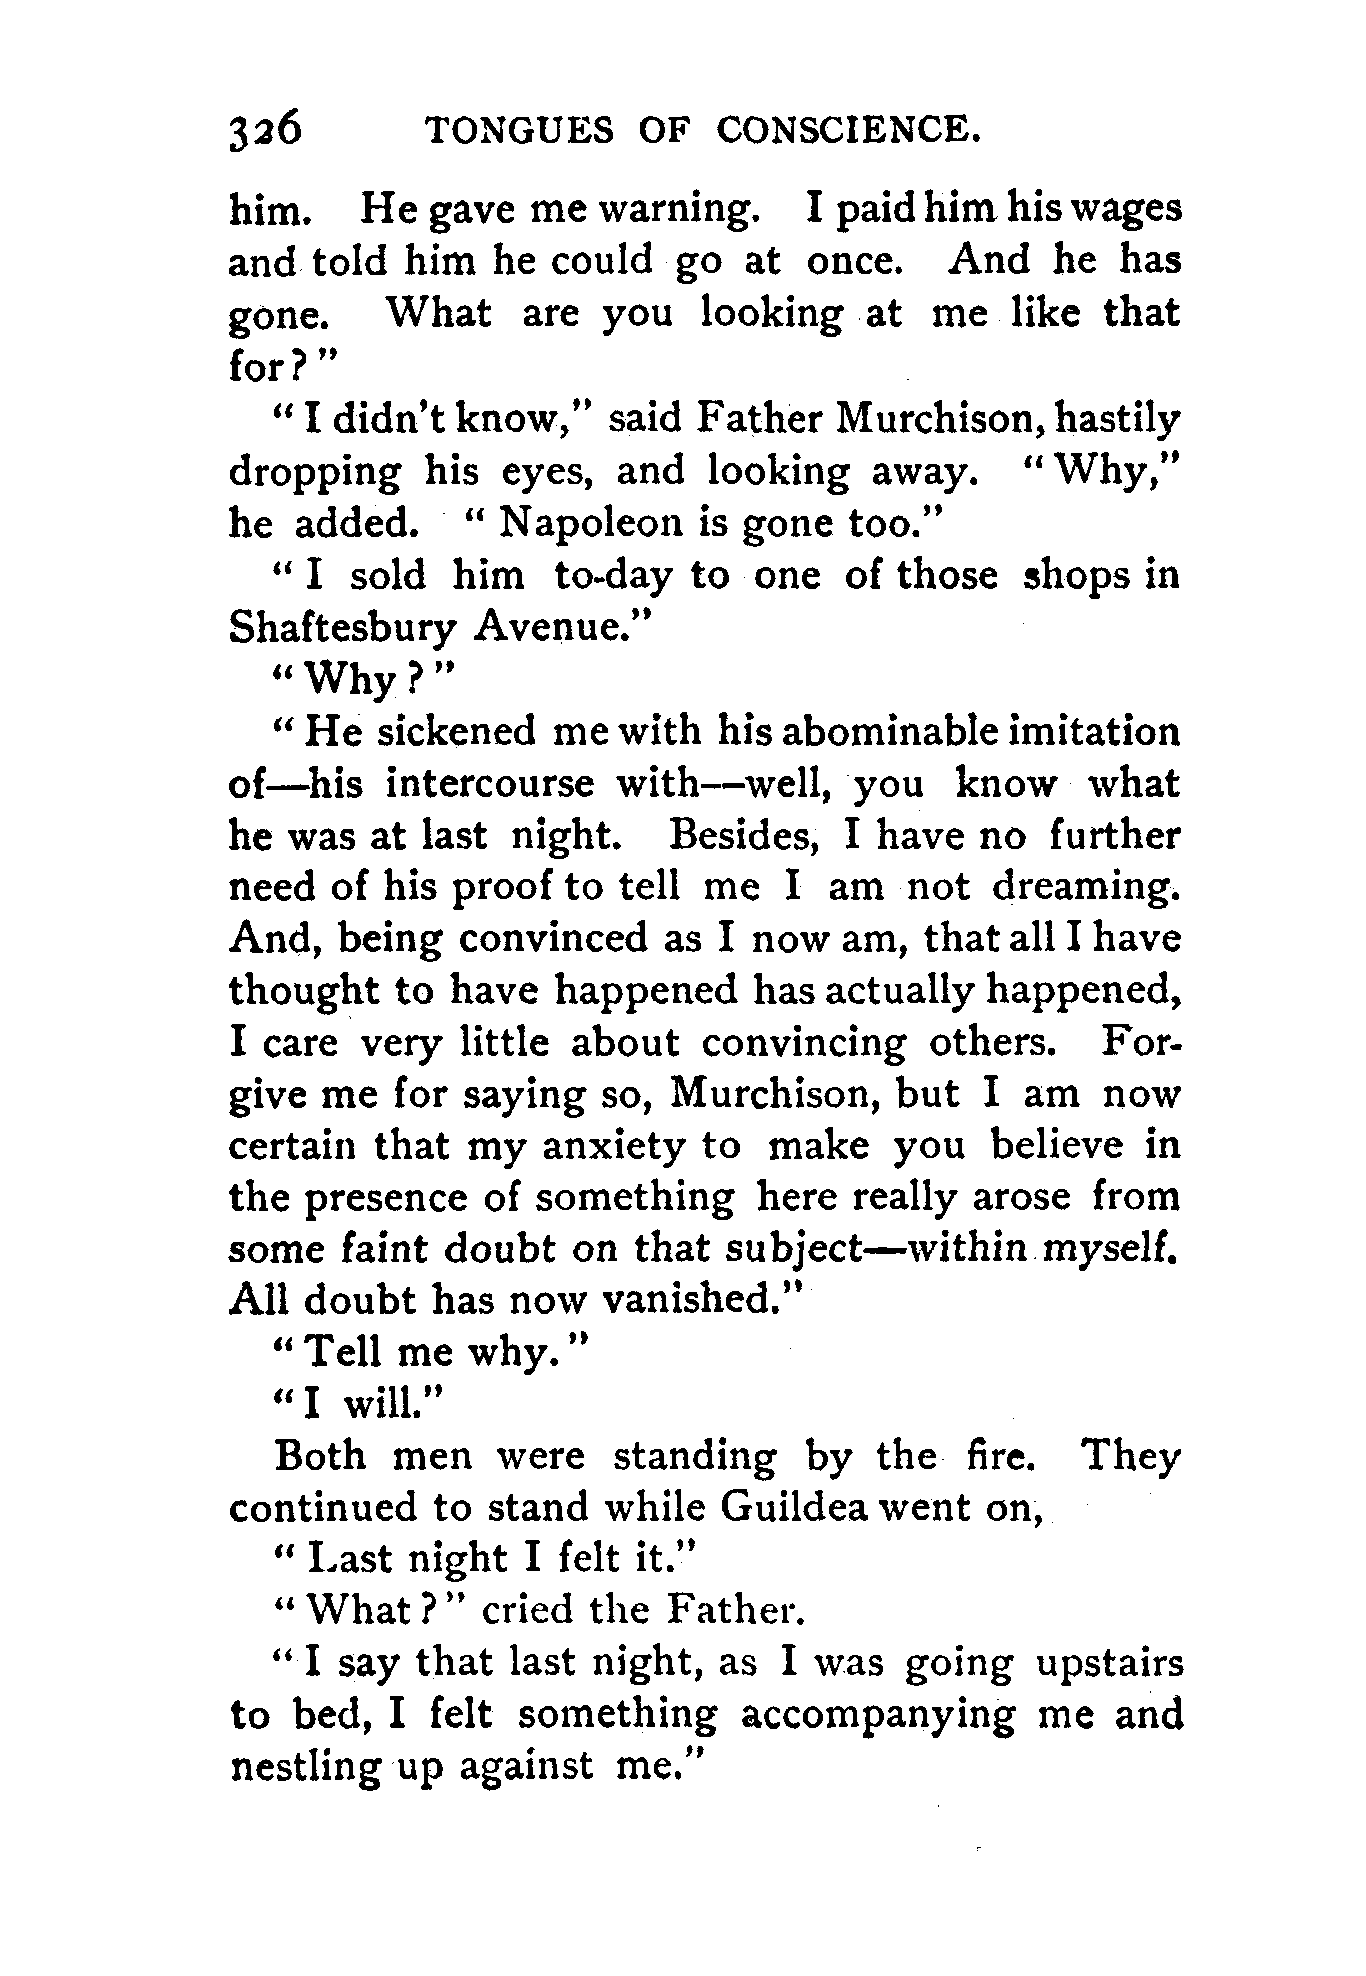 326 TONGUES OF CONSCIENCE.
him. He gave me warning. I paid him his wages
and told him he could go at once. And he has
gone. What are you looking at me like that
for?"
"I didn't know," said Father Murchison, hastily
dropping his eyes, and looking away. "Why,"
he added. "Napoleon is gone too."
"I sold him to-day to one of those shops in
Shaftesbury Avenue."
"Why?"
"He sickened me with his abominable imitation
of—his intercourse with—well, you know what
he was at last night. Besides, I have no further
need of his proof to tell me I am not dreaming.
And, being convinced as I now am, that all I have
thought to have happened has actually happened,
I care very little about convincing others. For-
give me for saying so, Murchison, but I am now
certain that my anxiety to make you believe in
the presence of something here really arose from
some faint doubt on that subject—within myself.
All doubt has now vanished."
"Tell me why."
"I will."
Both men were standing by the fire. They
continued to stand while Guildea went on,
"Last night I felt it."
"What?" cried the Father.
"I say that last night, as I was going upstairs
to bed, I felt something accompanying me and
nestling up against me."